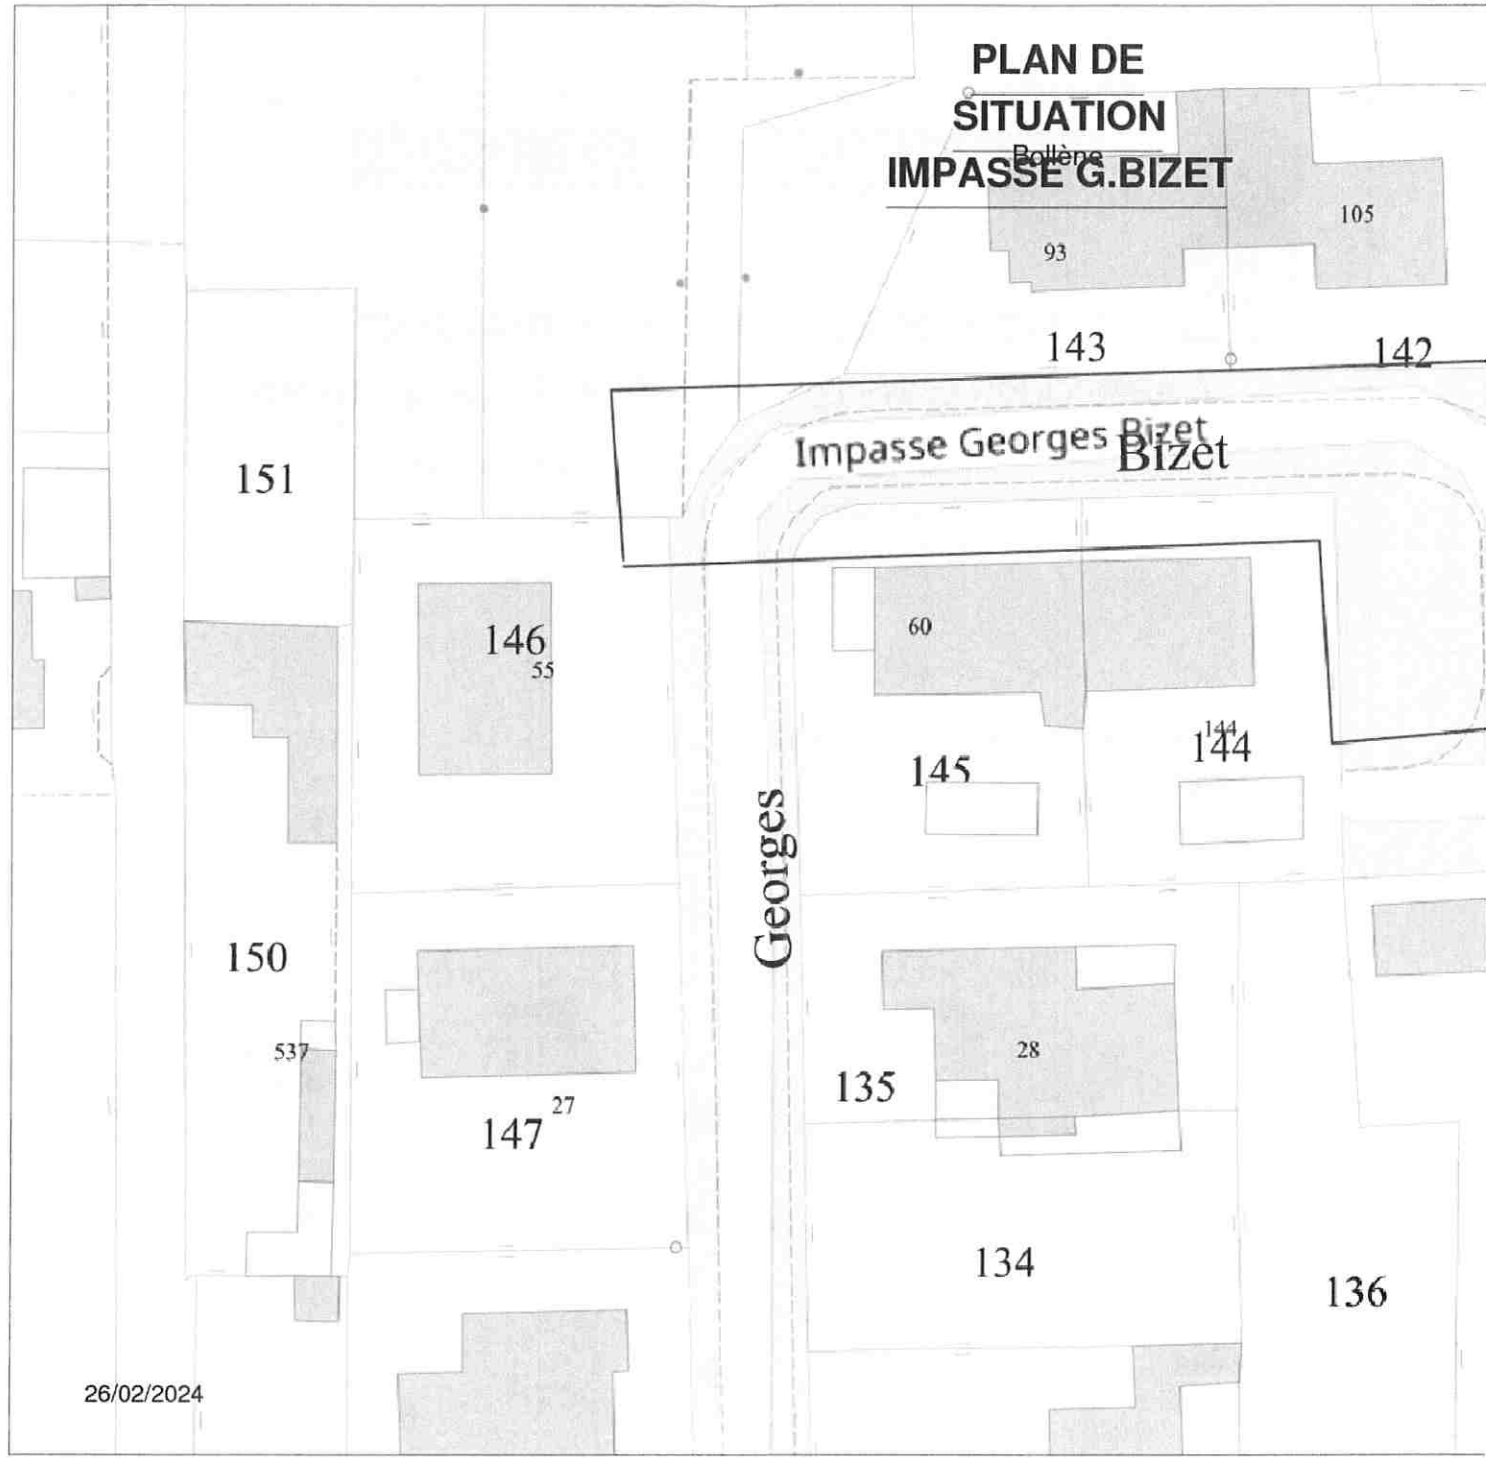 PLAN DE
SITUATION
Bollène
IMPASSE G.BIZET
105
93
143
142
Impasse Georges Bizet
Bizet
151
60
146
55
144
144
145
Georges
150
28
537
135
27
147
134
136
26/02/2024